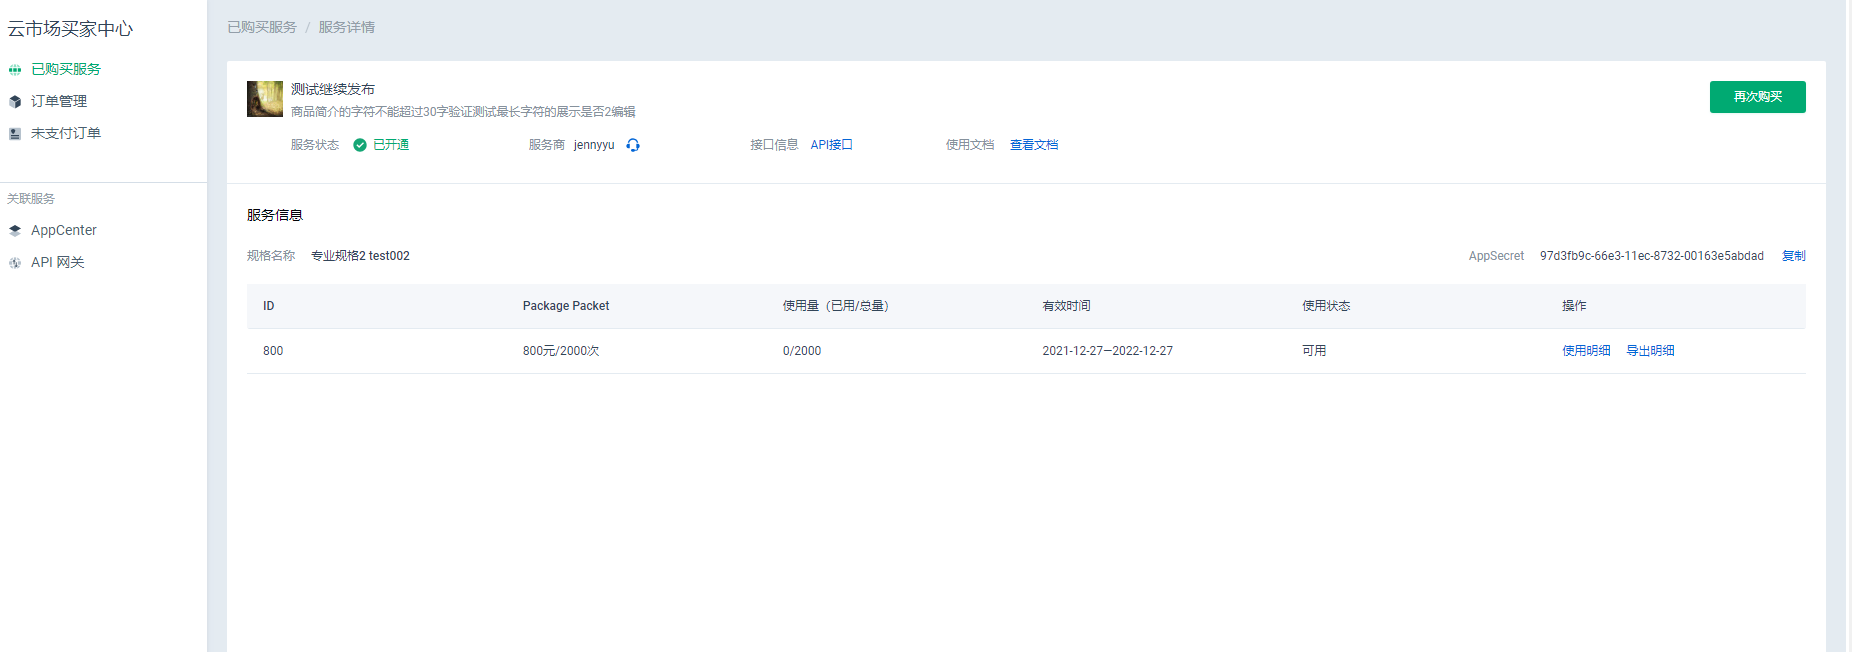 云市场买家中心
已购买服务
订单管理
未支付订单
关联服务
AppCenter
API 网关
已购买服务 / 服务详情
测试继续发布
商品简介的字符不能超过30字验证测试最长字符的展示是否2编辑
再次购买
服务状态 已开通 服务商 jennyyu 接口信息 API接口 使用文档 查看文档
服务信息
规格名称 专业规格2 test002 AppSecret 97d3fb9c-66e3-11ec-8732-00163e5abdad 复制
ID Package Packet 使用量（已用/总量） 有效时间 使用状态 操作
800 800元/2000次 0/2000 2021-12-27—2022-12-27 可用 使用明细 导出明细